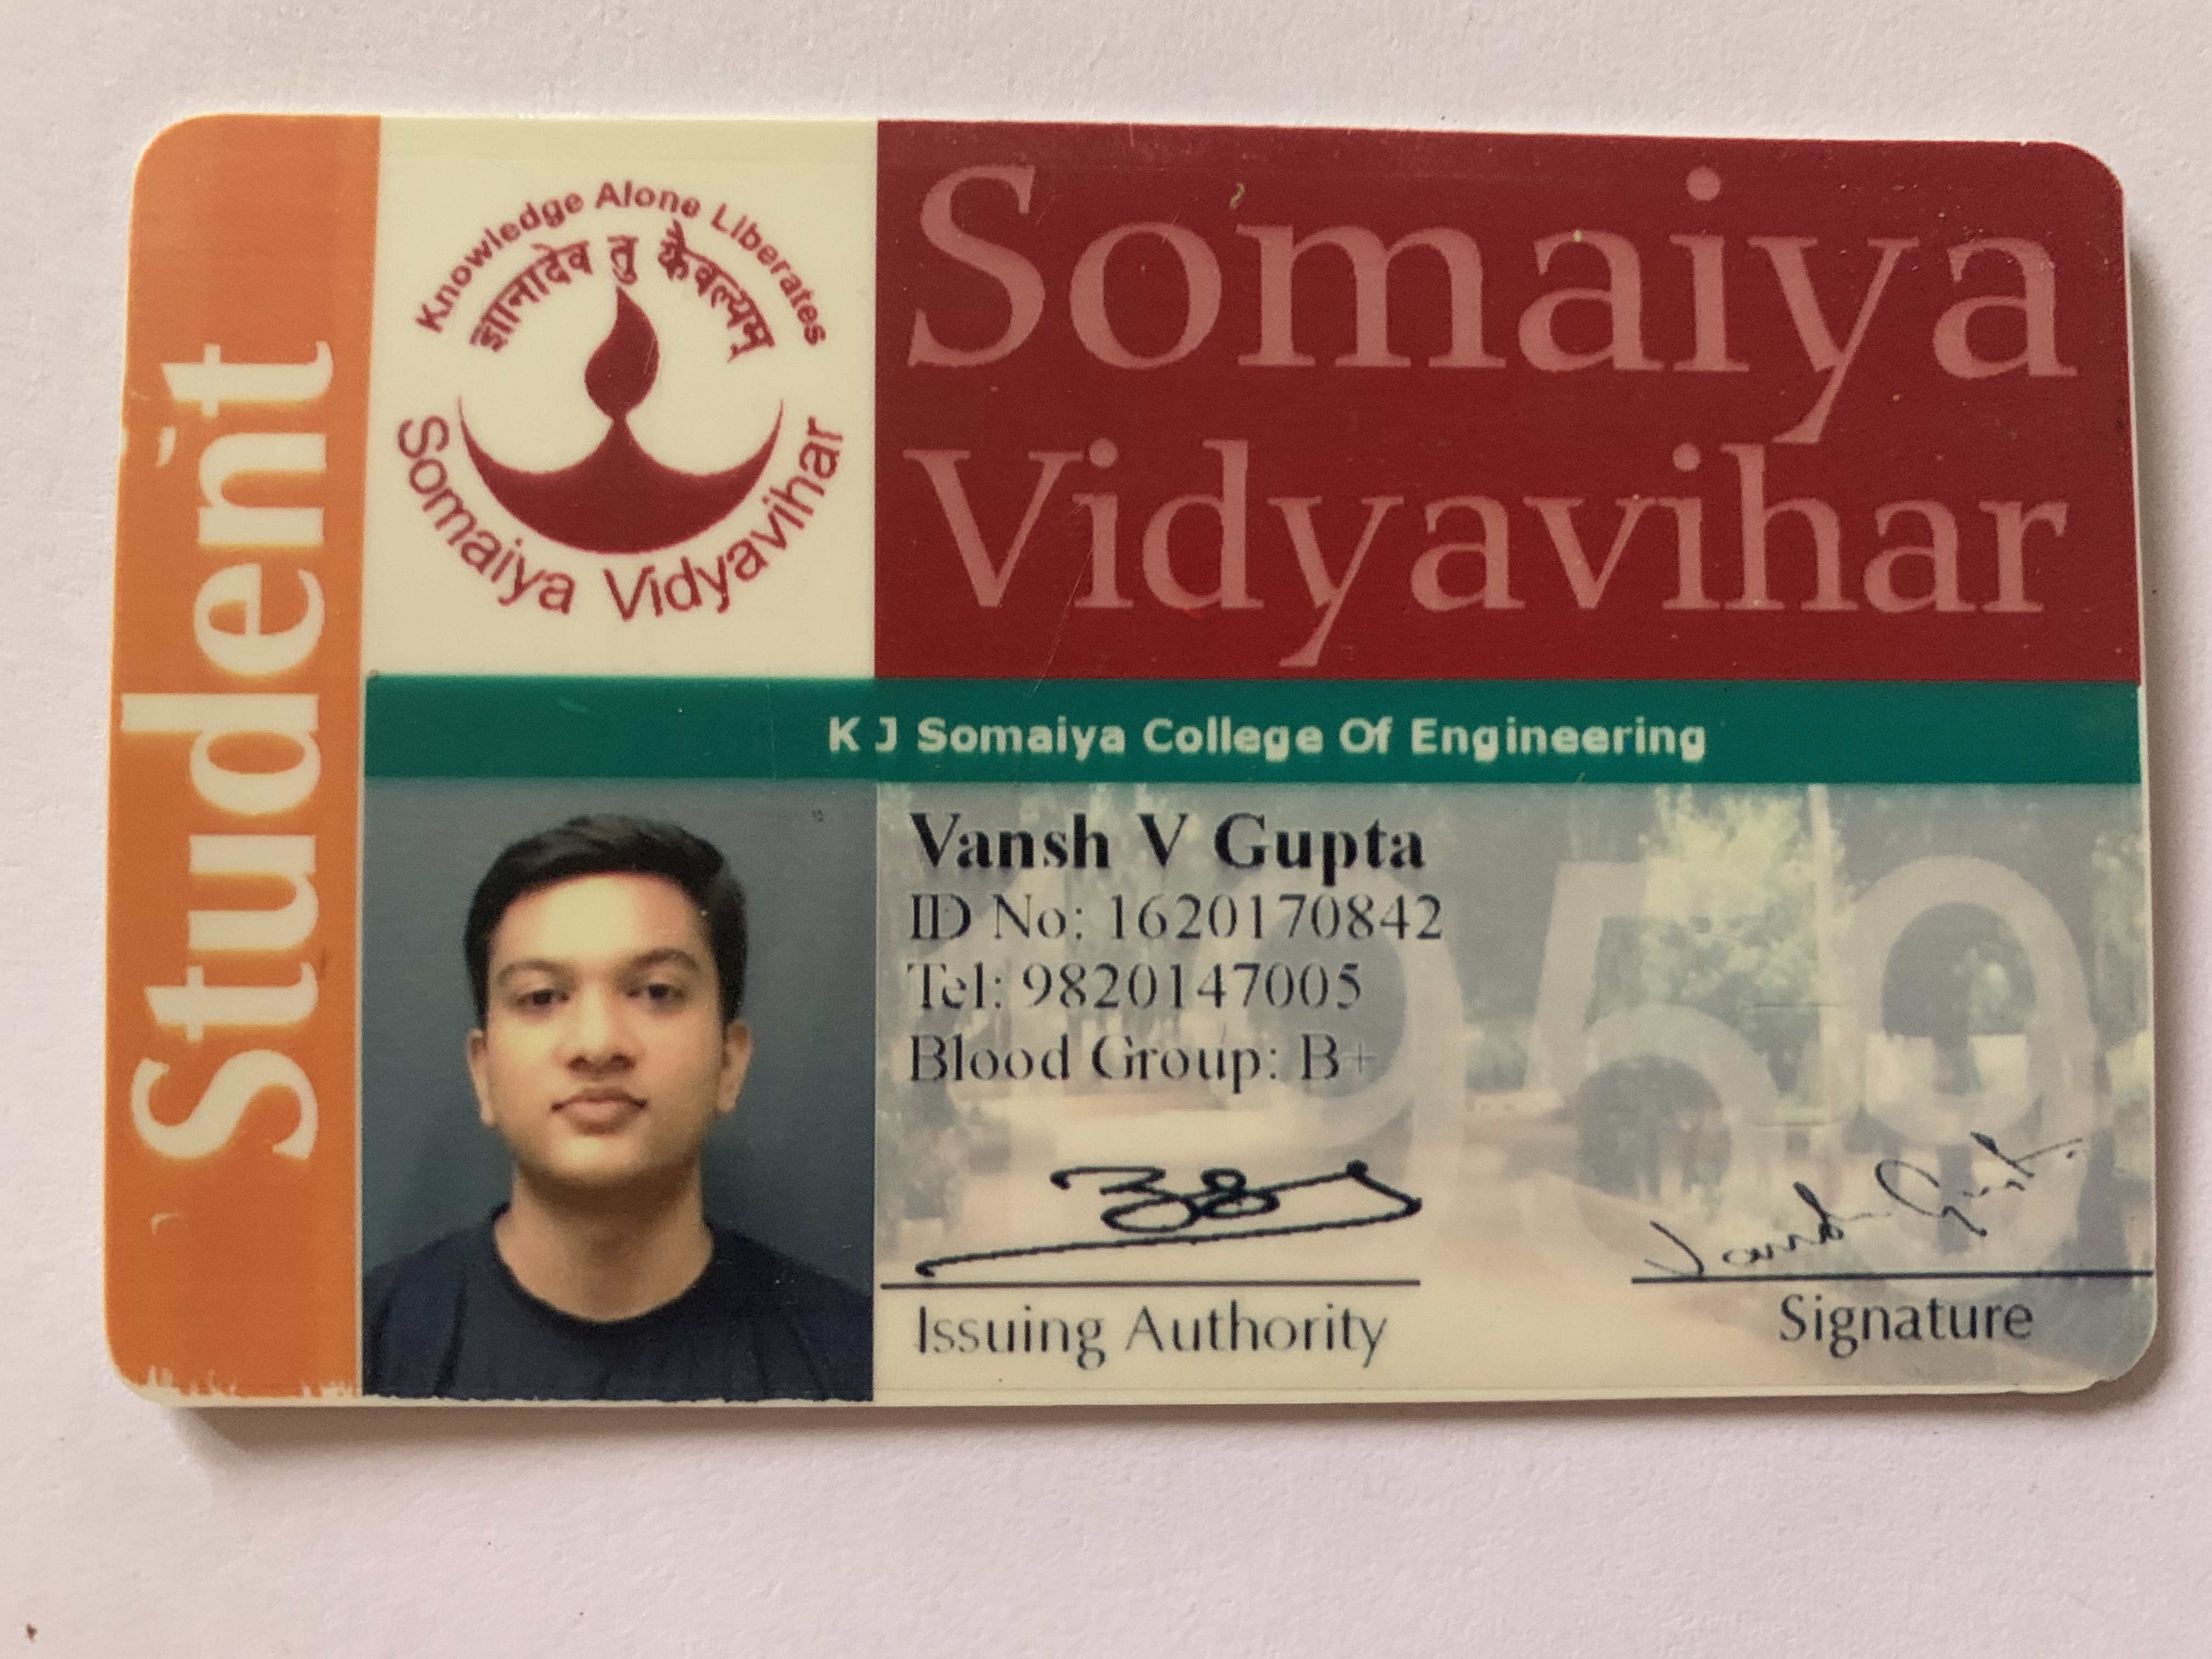 Student
Knowledge Alone Liberates
ज्ञानादेव तु कैवल्यम्
Somaiya Vidyavihar
Somaiya
Vidyavihar
K J Somaiya College Of Engineering
Vansh V Gupta
ID No: 16201170842
Tel: 9820147005
Blood Group: B+
Issuing Authority
Signature